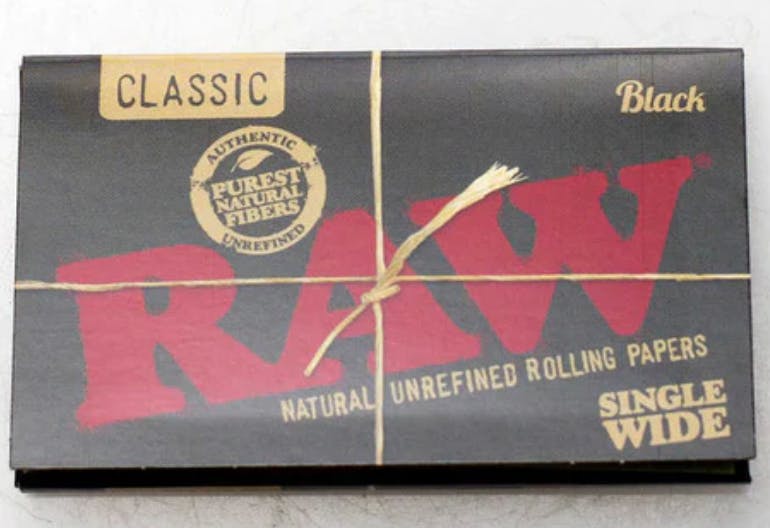 CLASSIC
Black
AUTHENTIC
PUREST
NATURAL
FIBERS
UNREFINED
RAW
NATURAL UNREFINED ROLLING PAPERS
SINGLE
WIDE